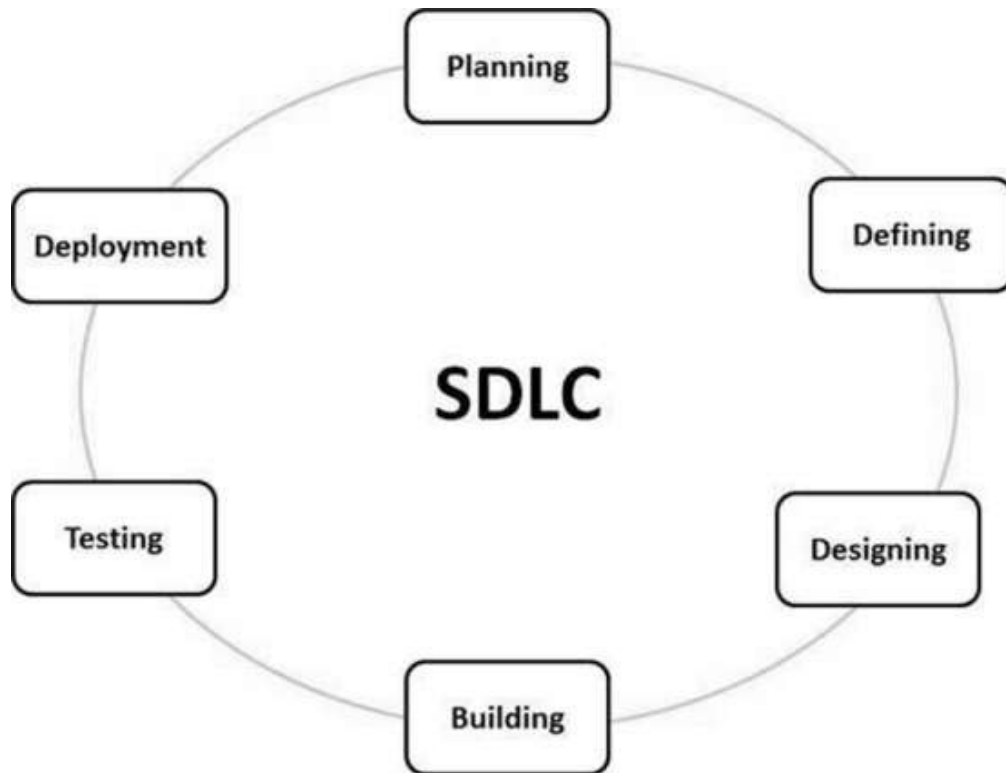 Planning
Defining
Designing
Building
Testing
Deployment
SDLC